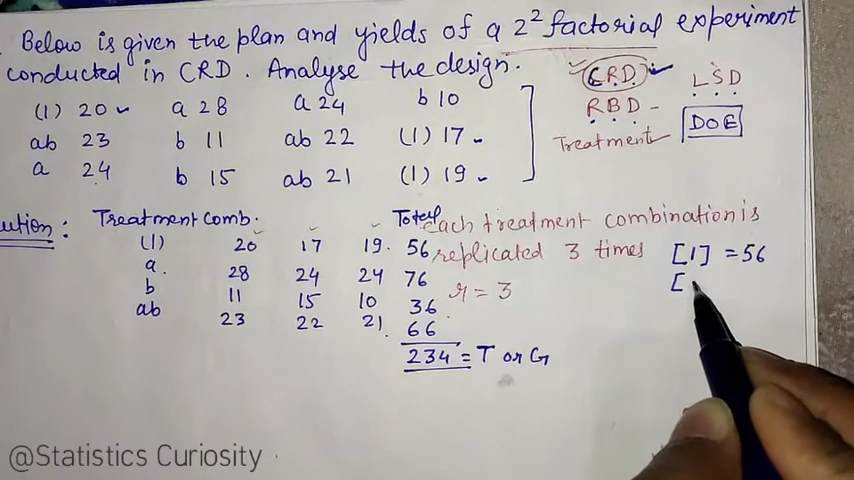 Below is given the plan and yields of a 2² factorial experiment
conducted in CRD. Analyse the design.
(1) 20 a 28 a 24 b 10
ab 23 b 11 ab 22 (1) 17
a 24 b 15 ab 21 (1) 19
CRD LSD
RBD DOE
Treatment
ution: Treatment Comb. Total
(1) 20 17 19 56
a 28 24 24 76
b 11 15 10 36
ab 23 22 21 66
234 = T or G
each treatment combination is
replicated 3 times
r = 3
[1] = 56
[
@Statistics Curiosity